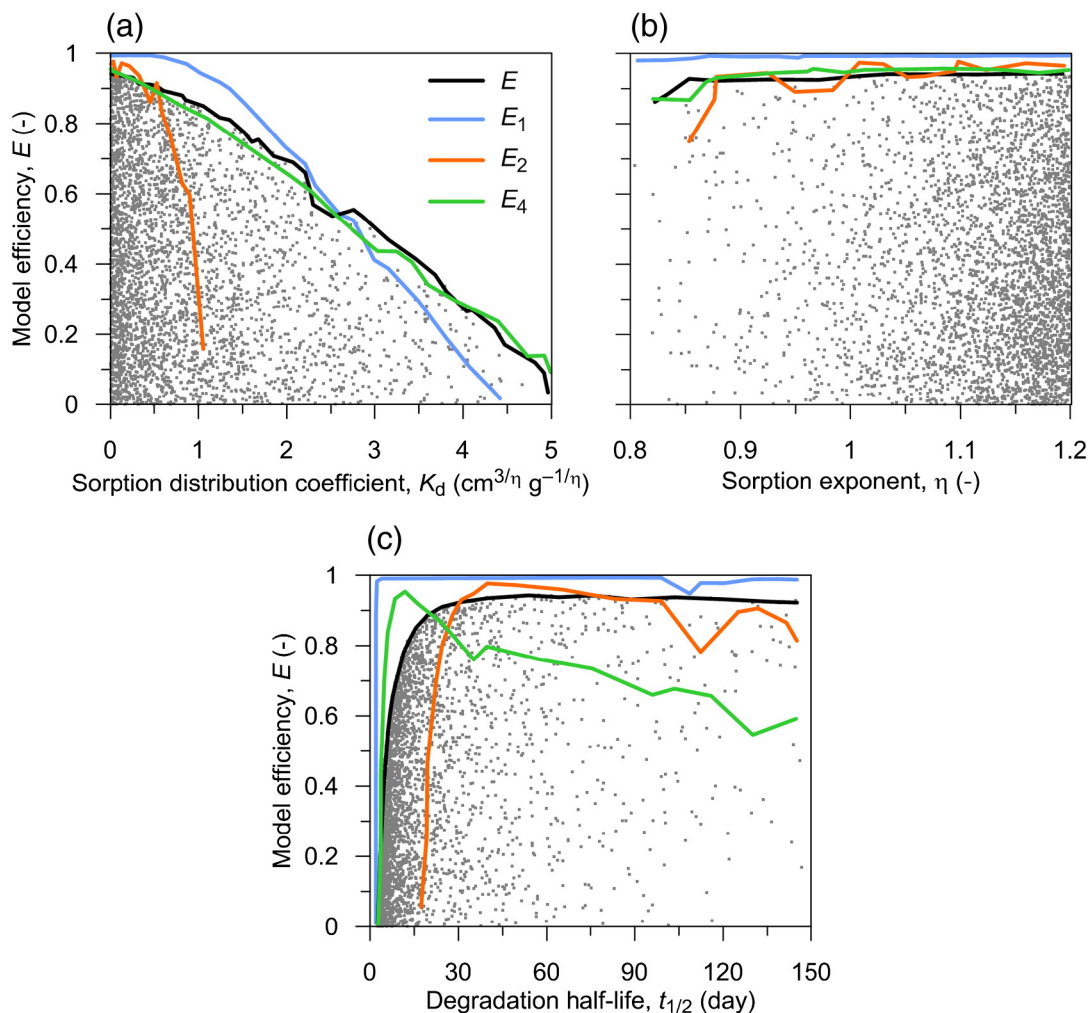 (a)
(b)
1
0.8
0.6
0.4
0.2
0
Model efficiency, E (-)
E
E1
E2
E4
0 1 2 3 4 5
Sorption distribution coefficient, Kd (cm3/η g−1/η)
0.8 0.9 1 1.1 1.2
Sorption exponent, η (-)
(c)
1
0.8
0.6
0.4
0.2
0
Model efficiency, E (-)
0 30 60 90 120 150
Degradation half-life, t1/2 (day)